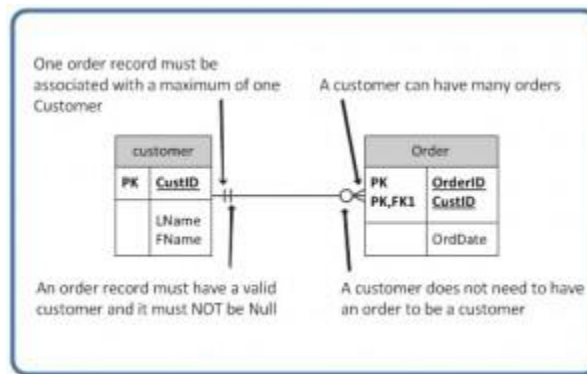 One order record must be
associated with a maximum of one
Customer
A customer can have many orders
customer
PK CustID
LName
FName
Order
PK OrderID
PK,FK1 CustID
OrdDate
An order record must have a valid
customer and it must NOT be Null
A customer does not need to have
an order to be a customer